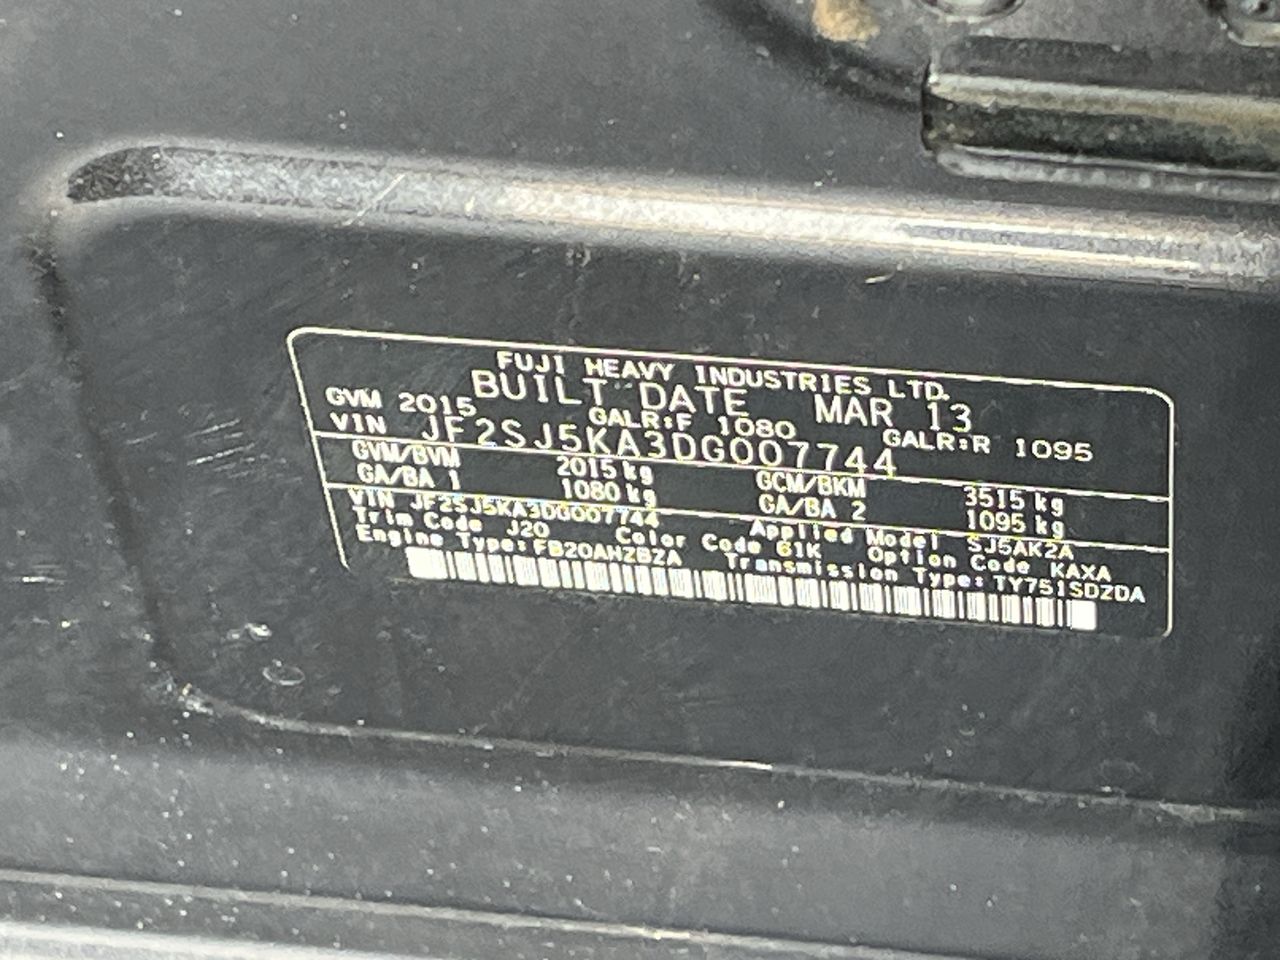 FUJI HEAVY INDUSTRIES LTD.
BUILT DATE MAR 13
GVM 2015 GALR:F 1080 GALR:R 1095
VIN JF2SJ5KA3DG007744
GVM/BVM 2015 kg GCM/BKM 3515 kg
GA/BA 1 1080 kg GA/BA 2 1095 kg
VIN JF2SJ5KA3DG007744 Applied Model SJ5AK2A
Trim Code J20 Color Code 61K Option Code KAXA
Engine Type: FB20AHZBZA Transmission Type: TY751SDZDA